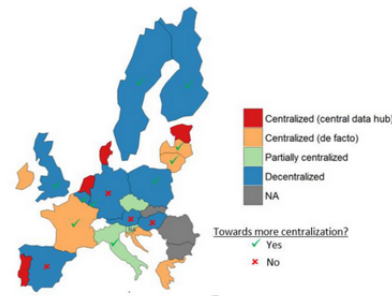 Centralized (central data hub)
Centralized (de facto)
Partially centralized
Decentralized
NA
Towards more centralization?
Yes
No